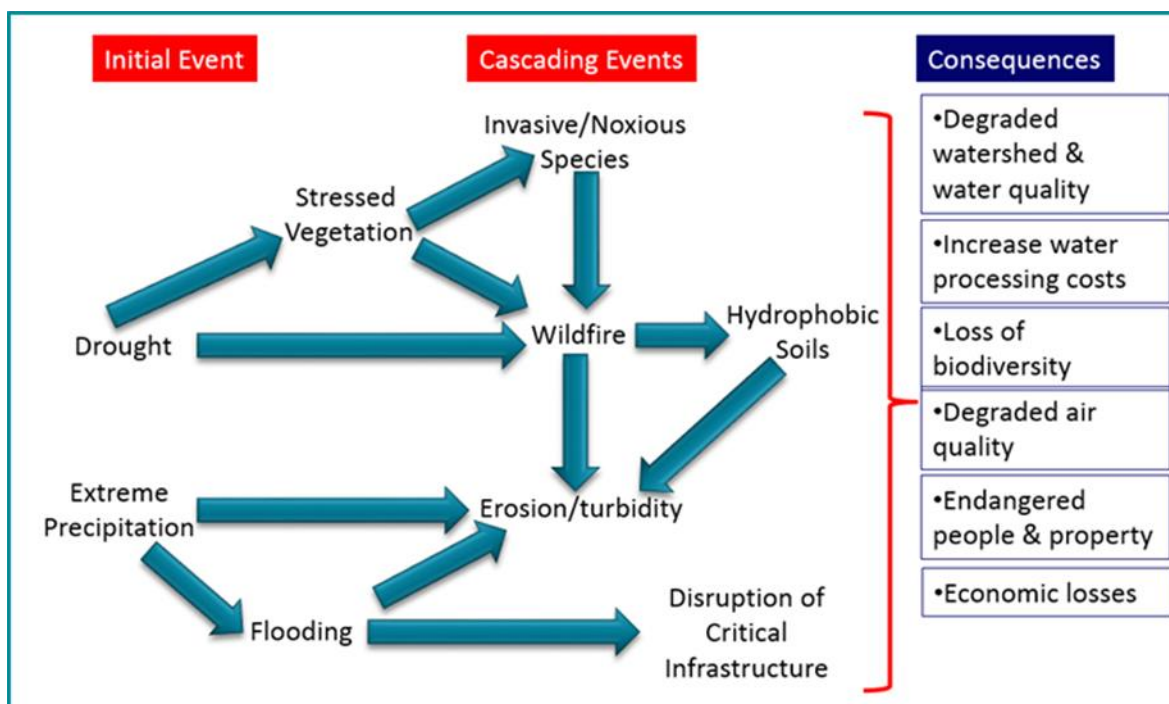 Initial Event
Cascading Events
Consequences
Invasive/Noxious
Species
Stressed
Vegetation
Drought
Wildfire
Hydrophobic
Soils
Extreme
Precipitation
Erosion/turbidity
Flooding
Disruption of
Critical
Infrastructure
•Degraded
watershed &
water quality
•Increase water
processing costs
•Loss of
biodiversity
•Degraded air
quality
•Endangered
people & property
•Economic losses